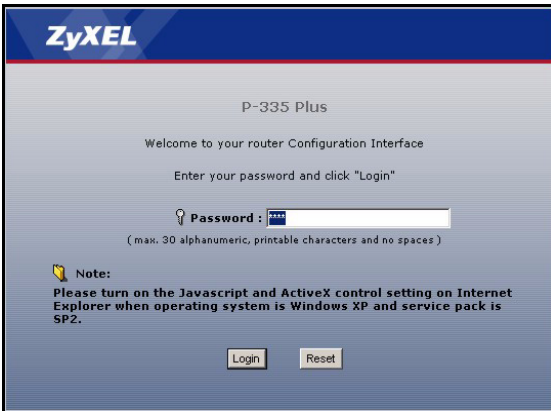 ZyXEL
P-335 Plus
Welcome to your router Configuration Interface
Enter your password and click "Login"
Password : ****
( max. 30 alphanumeric, printable characters and no spaces )
Note:
Please turn on the Javascript and ActiveX control setting on Internet
Explorer when operating system is Windows XP and service pack is
SP2.
Login Reset